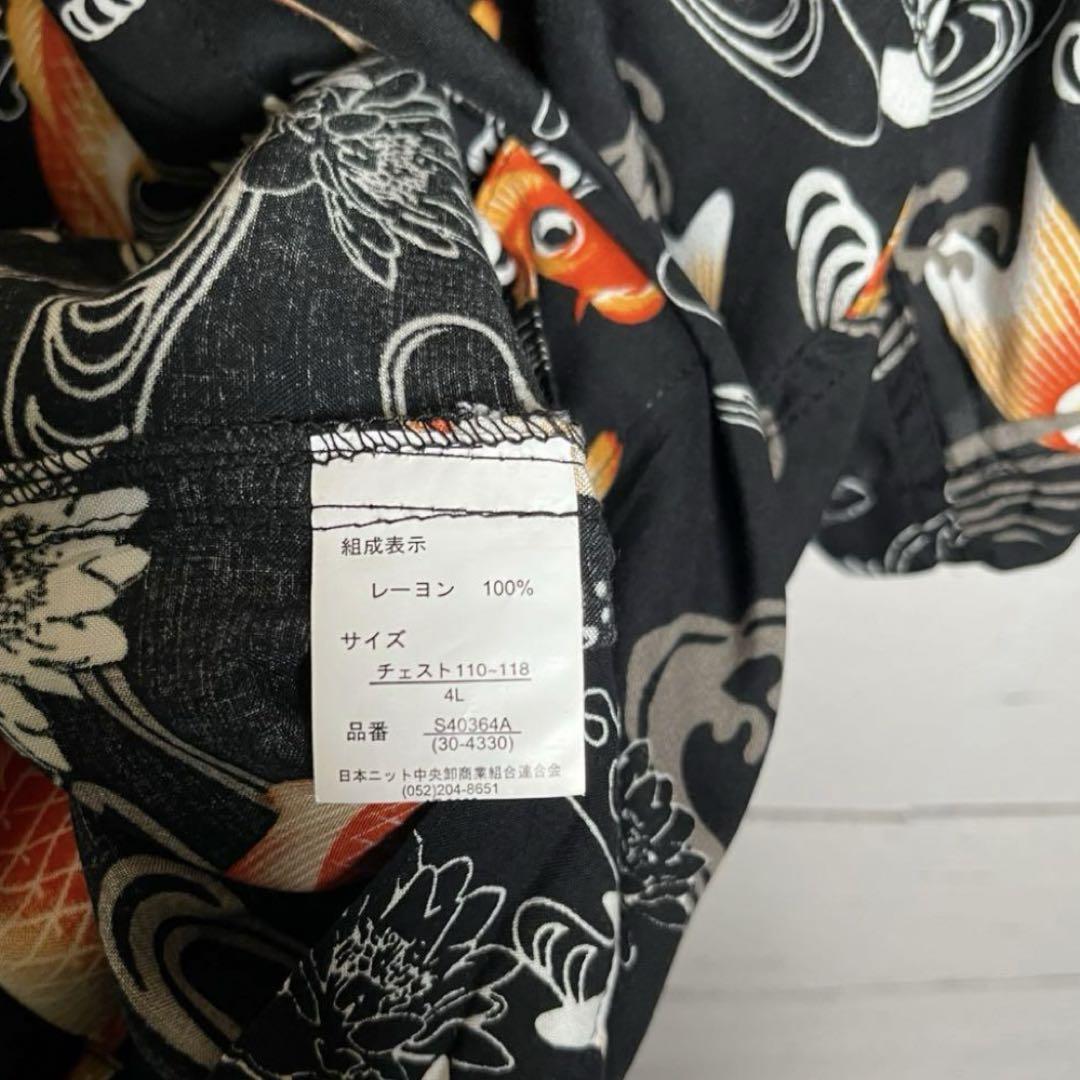 組成表示
レーヨン 100%
サイズ
チェスト110~118
4L
品番 S40364A
(30-4330)
日本ニット中央卸商業組合連合会
(052)204-8651